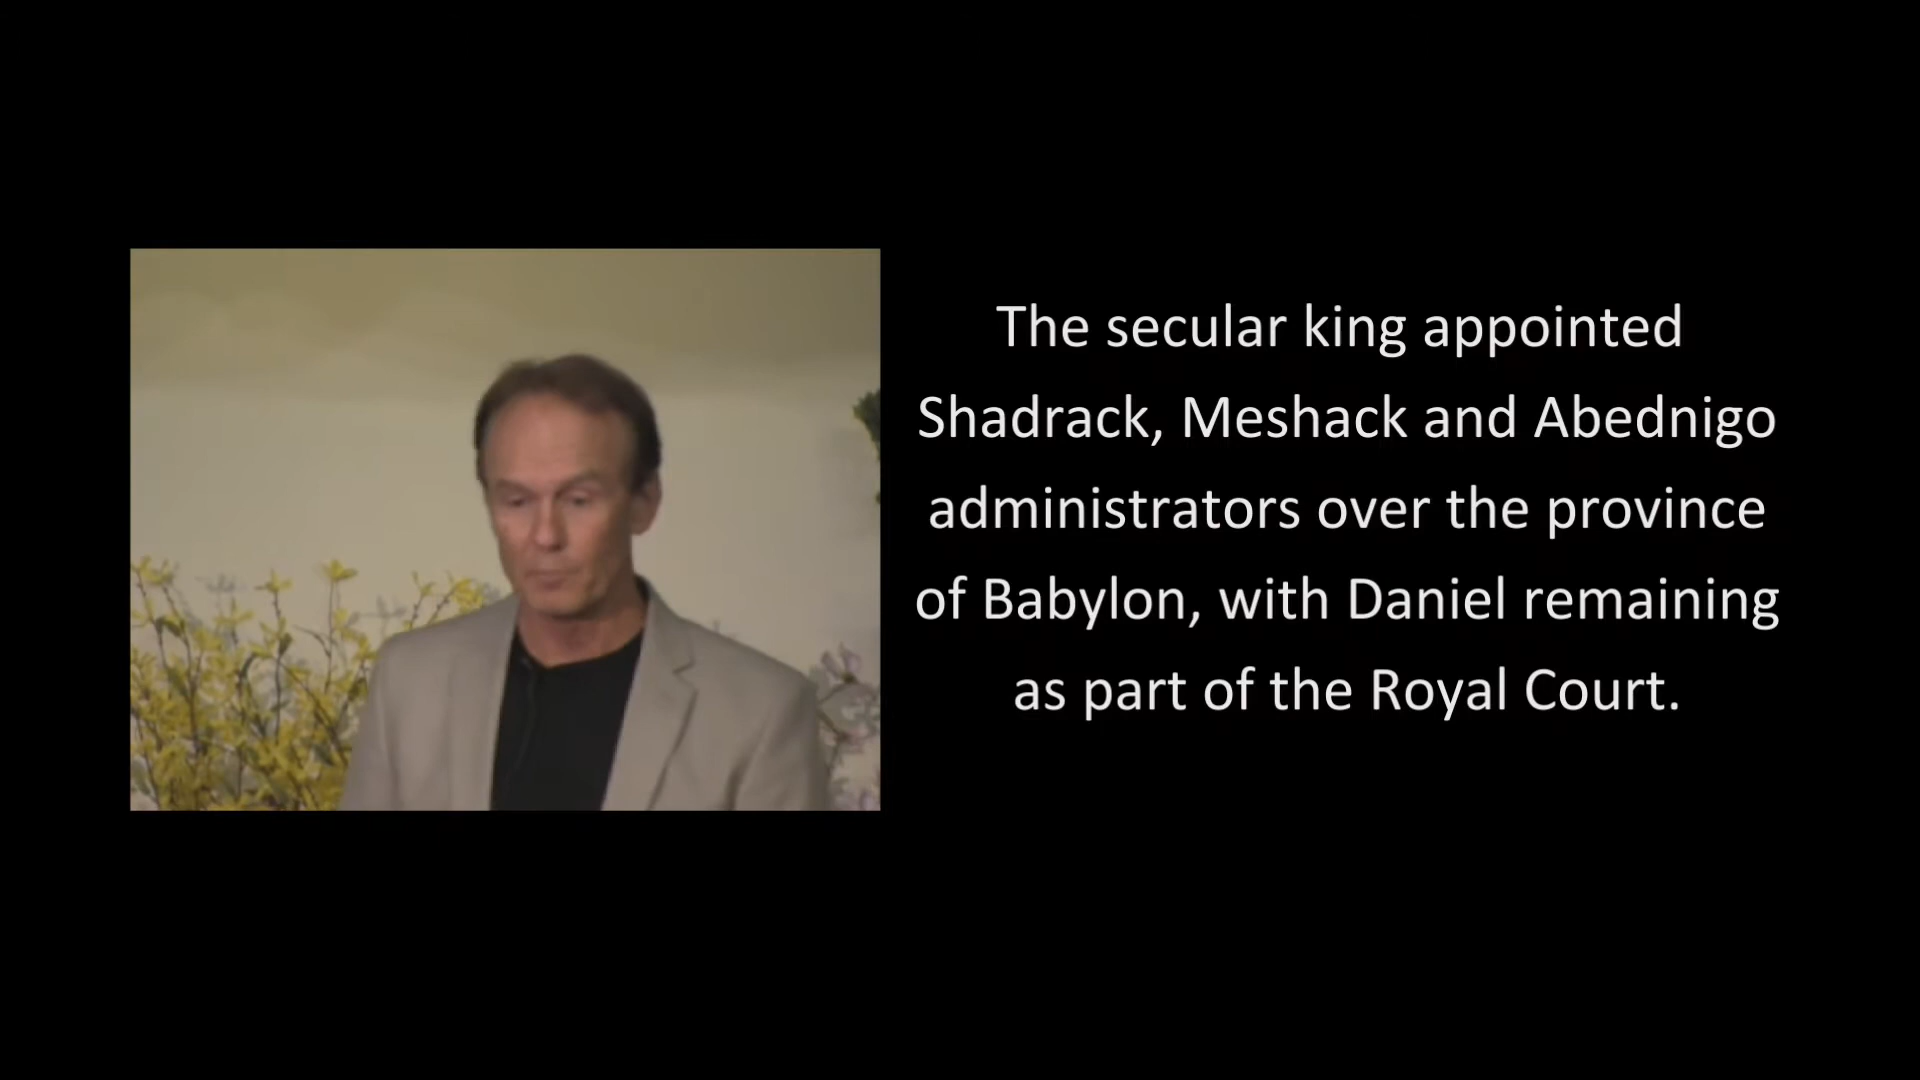 The secular king appointed
Shadrack, Meshack and Abednigo
administrators over the province
of Babylon, with Daniel remaining
as part of the Royal Court.